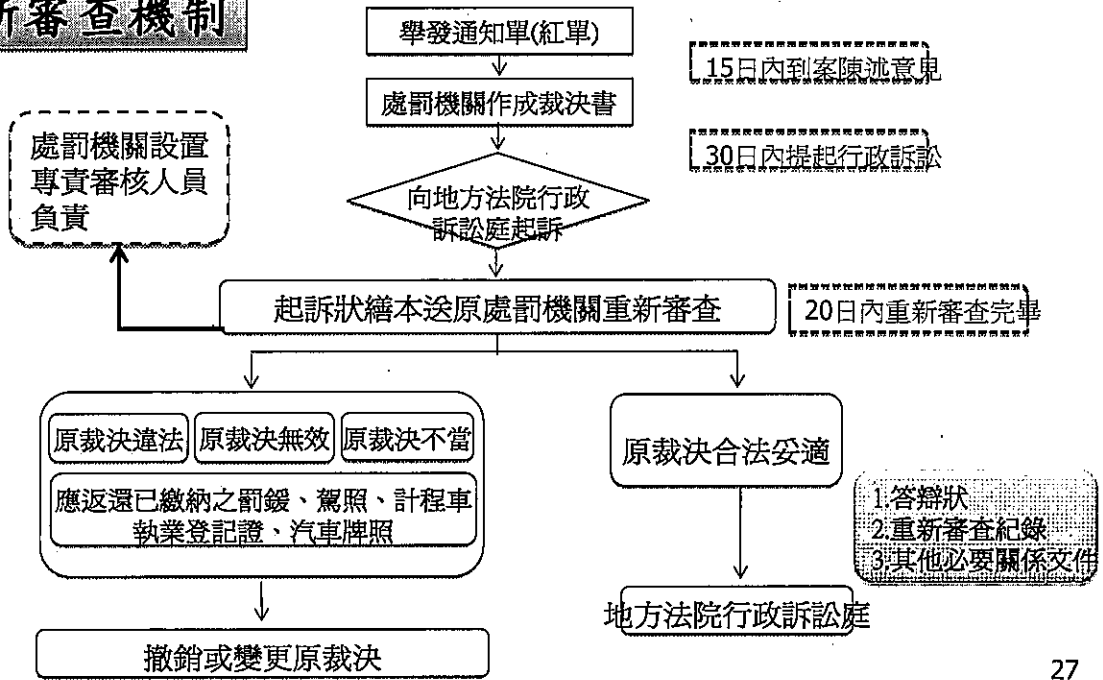 新審查機制
舉發通知單(紅單)
15日內到案陳述意見
處罰機關作成裁決書
處罰機關設置
專責審核人員
負責
30日內提起行政訴訟
向地方法院行政
訴訟庭起訴
起訴狀繕本送原處罰機關重新審查
20日內重新審查完畢
原裁決違法
原裁決無效
原裁決不當
應返還已繳納之罰鍰、駕照、計程車
執業登記證、汽車牌照
原裁決合法妥適
1.答辯狀
2.重新審查紀錄
3.其他必要關係文件
地方法院行政訴訟庭
撤銷或變更原裁決
27